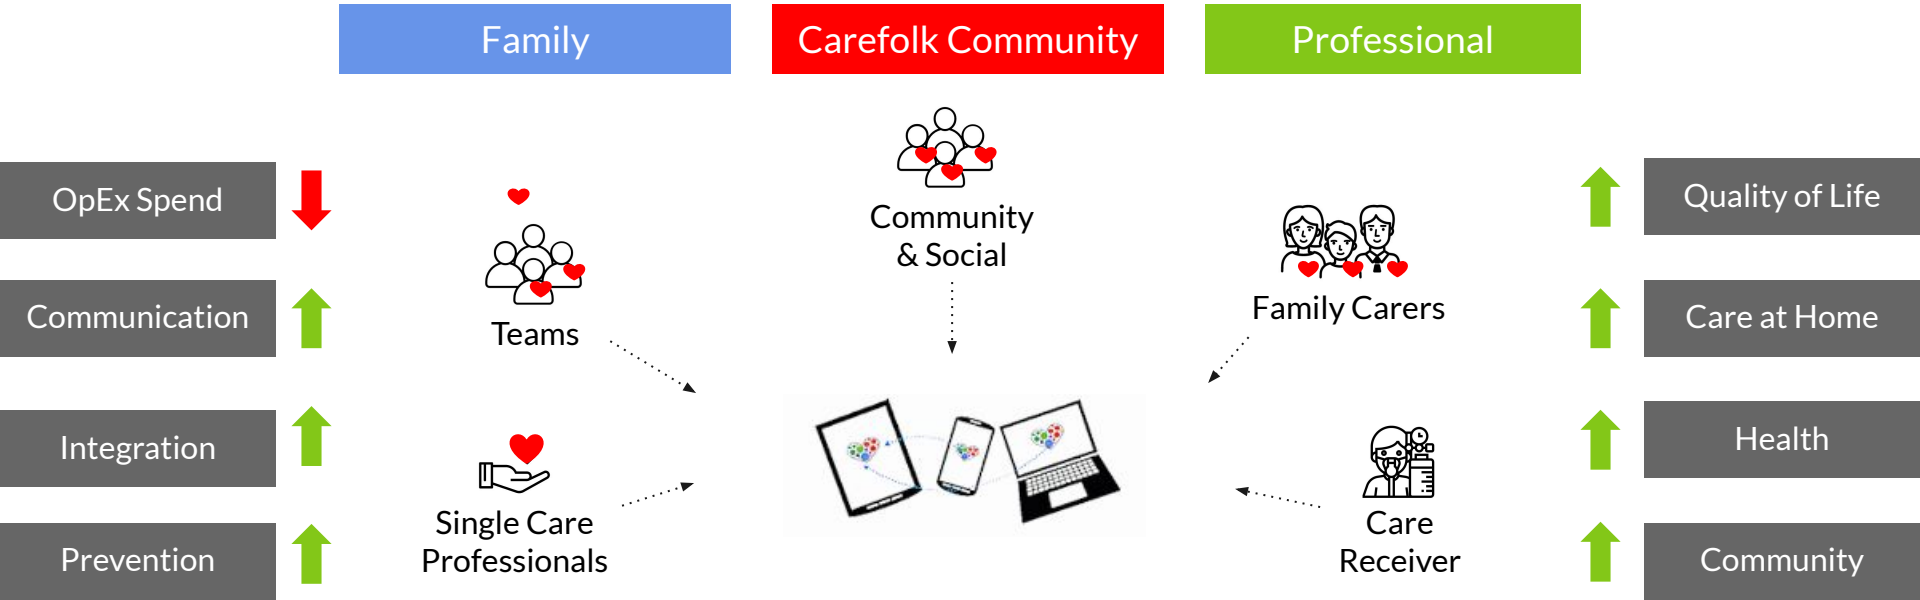 Family
Carefolk Community
Professional
OpEx Spend
Communication
Integration
Prevention
Teams
Single Care
Professionals
Community
& Social
Family Carers
Care
Receiver
Quality of Life
Care at Home
Health
Community